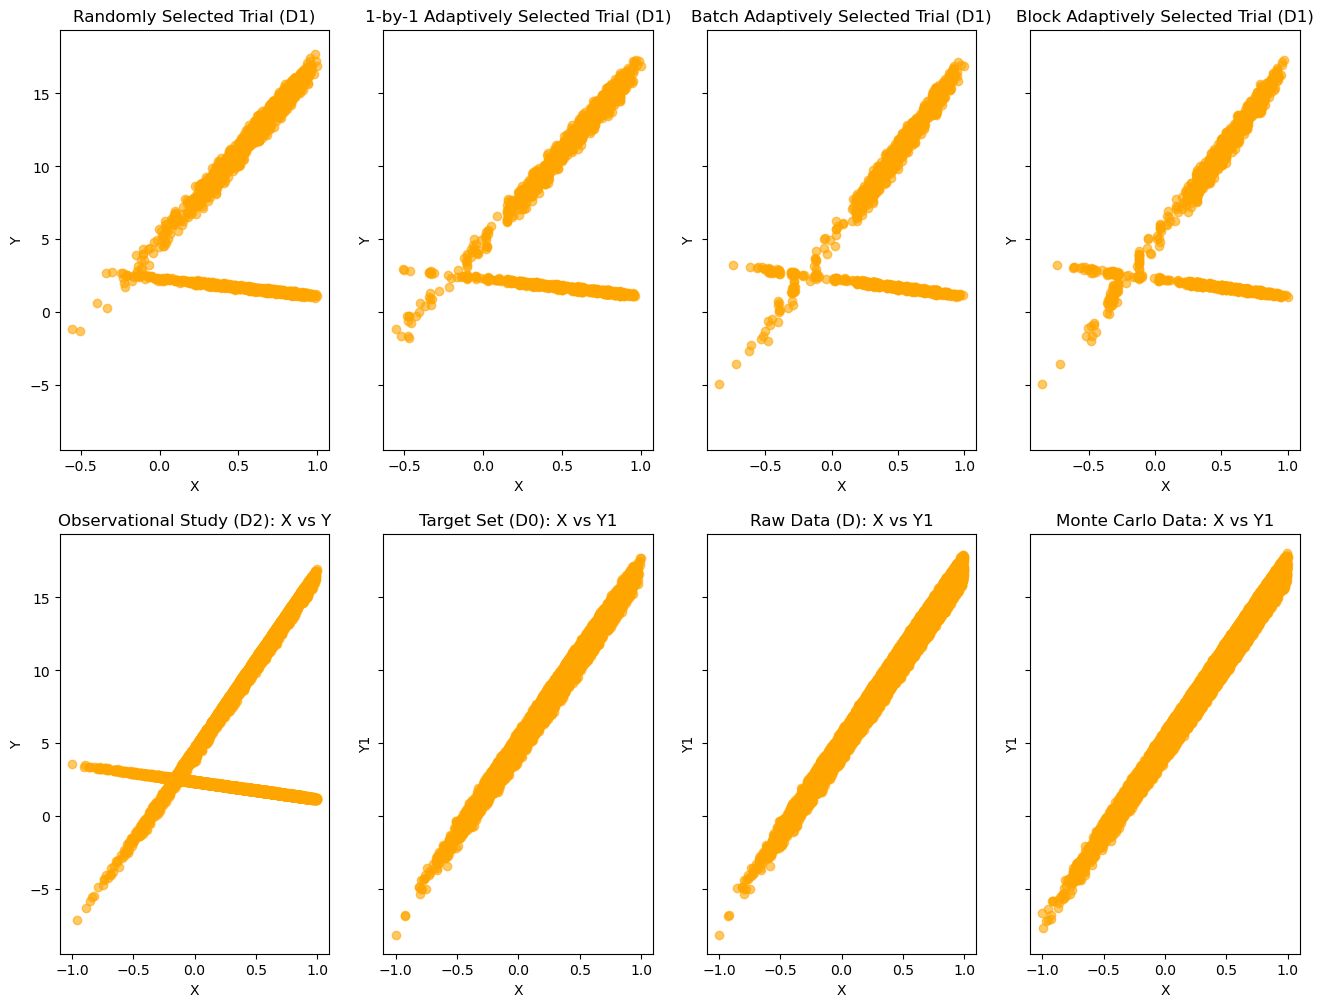 Randomly Selected Trial (D1)
1-by-1 Adaptively Selected Trial (D1)
Batch Adaptively Selected Trial (D1)
Block Adaptively Selected Trial (D1)
15
10
5
0
−5
Y
Y
Y
Y
−0.5 0.0 0.5 1.0
−0.5 0.0 0.5 1.0
−0.5 0.0 0.5 1.0
−0.5 0.0 0.5 1.0
X
X
X
X
Observational Study (D2): X vs Y
Target Set (D0): X vs Y1
Raw Data (D): X vs Y1
Monte Carlo Data: X vs Y1
15
10
5
0
−5
Y
Y1
Y1
Y1
−1.0 −0.5 0.0 0.5 1.0
−1.0 −0.5 0.0 0.5 1.0
−1.0 −0.5 0.0 0.5 1.0
−1.0 −0.5 0.0 0.5 1.0
X
X
X
X